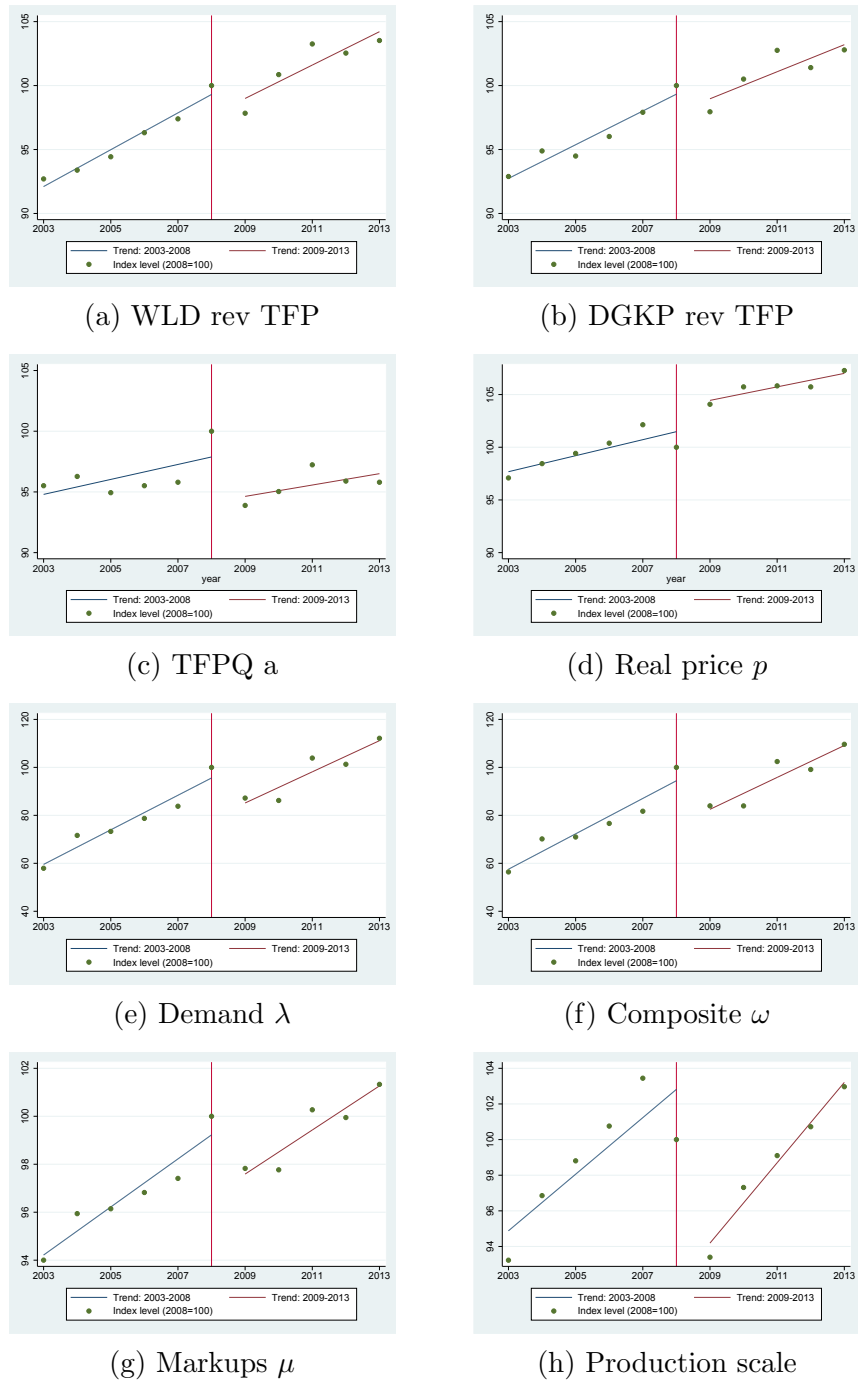 105
100
95
90
2003 2005 2007 2009 2011 2013
Trend: 2003-2008 Trend: 2009-2013
Index level (2008=100)
(a) WLD rev TFP
105
100
95
90
2003 2005 2007 2009 2011 2013
Trend: 2003-2008 Trend: 2009-2013
Index level (2008=100)
(b) DGKP rev TFP
105
100
95
90
2003 2005 2007 2009 2011 2013
year
Trend: 2003-2008 Trend: 2009-2013
Index level (2008=100)
(c) TFPQ a
105
100
95
90
2003 2005 2007 2009 2011 2013
year
Trend: 2003-2008 Trend: 2009-2013
Index level (2008=100)
(d) Real price p
120
100
80
60
40
2003 2005 2007 2009 2011 2013
Trend: 2003-2008 Trend: 2009-2013
Index level (2008=100)
(e) Demand λ
120
100
80
60
40
2003 2005 2007 2009 2011 2013
Trend: 2003-2008 Trend: 2009-2013
Index level (2008=100)
(f) Composite ω
102
100
98
96
94
2003 2005 2007 2009 2011 2013
Trend: 2003-2008 Trend: 2009-2013
Index level (2008=100)
(g) Markups μ
104
102
100
98
96
94
2003 2005 2007 2009 2011 2013
Trend: 2003-2008 Trend: 2009-2013
Index level (2008=100)
(h) Production scale